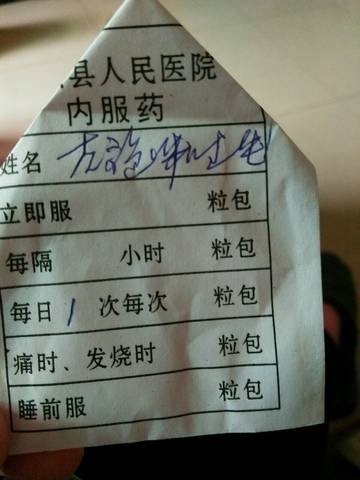 县人民医院
内服药
姓名
立即服 粒包
每隔 小时 粒包
每日1次每次 粒包
痛时、发烧时 粒包
睡前服 粒包